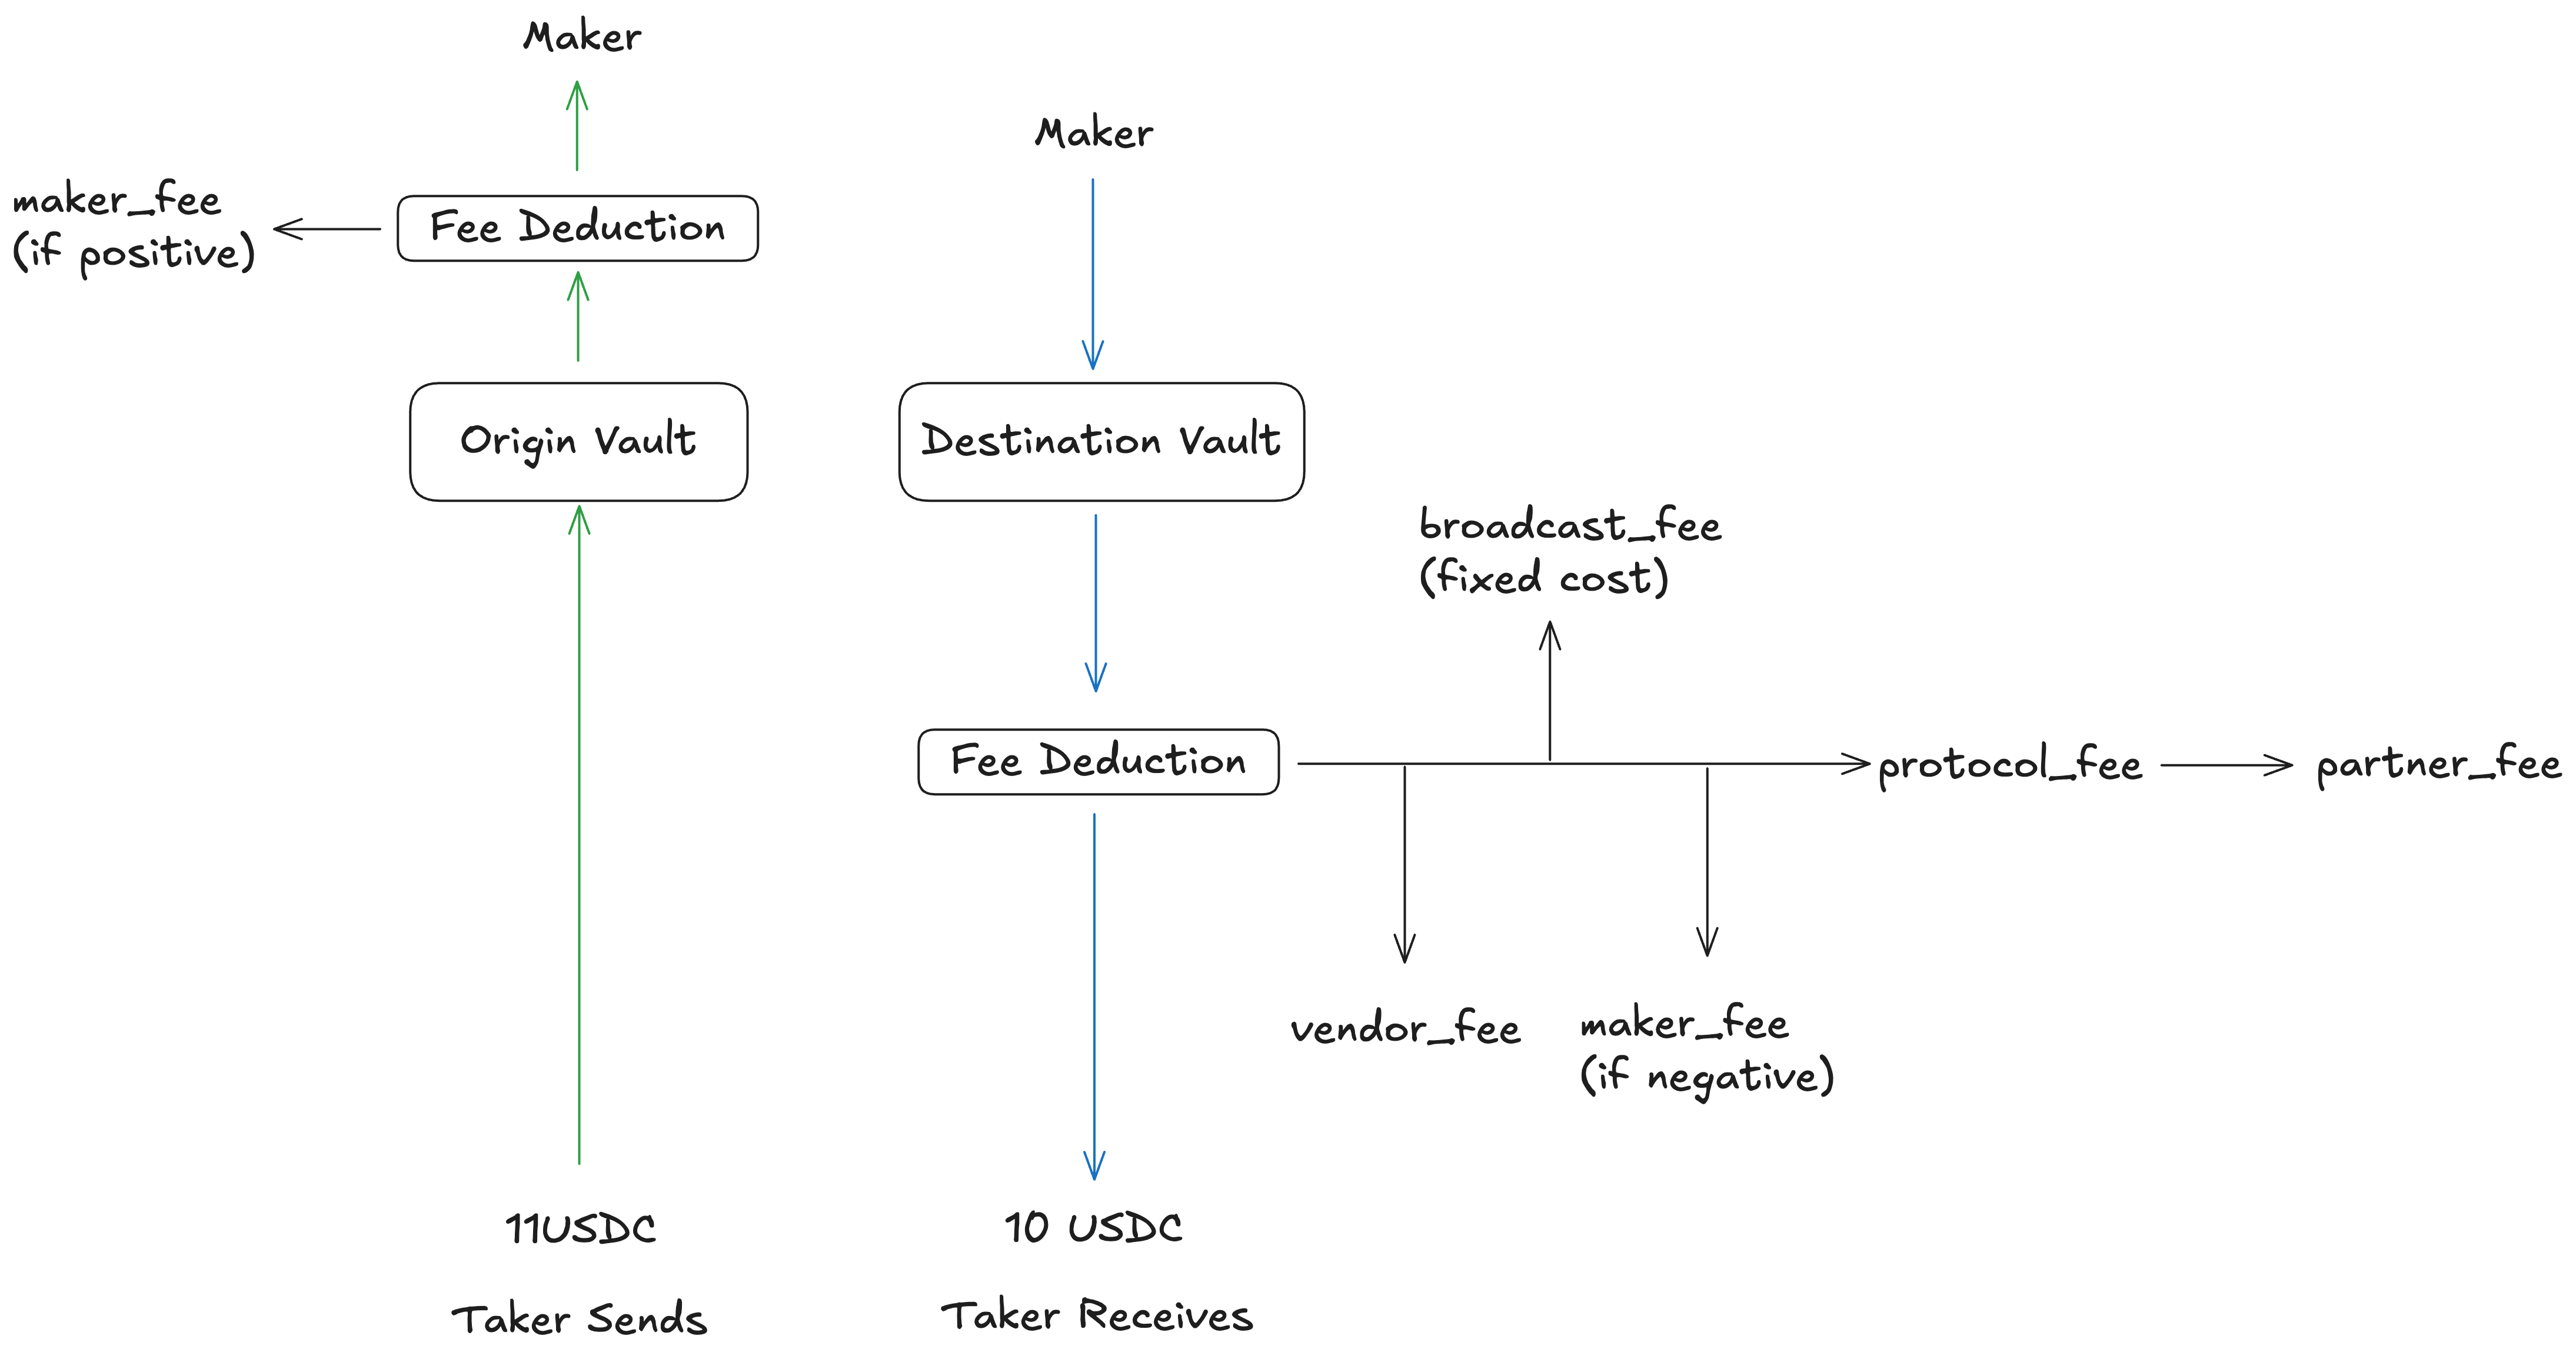 Maker
Maker
maker_fee
(if positive)
Fee Deduction
Origin Vault
Destination Vault
broadcast_fee
(fixed cost)
Fee Deduction
protocol_fee
partner_fee
vendor_fee
maker_fee
(if negative)
11USDC
10 USDC
Taker Sends
Taker Receives